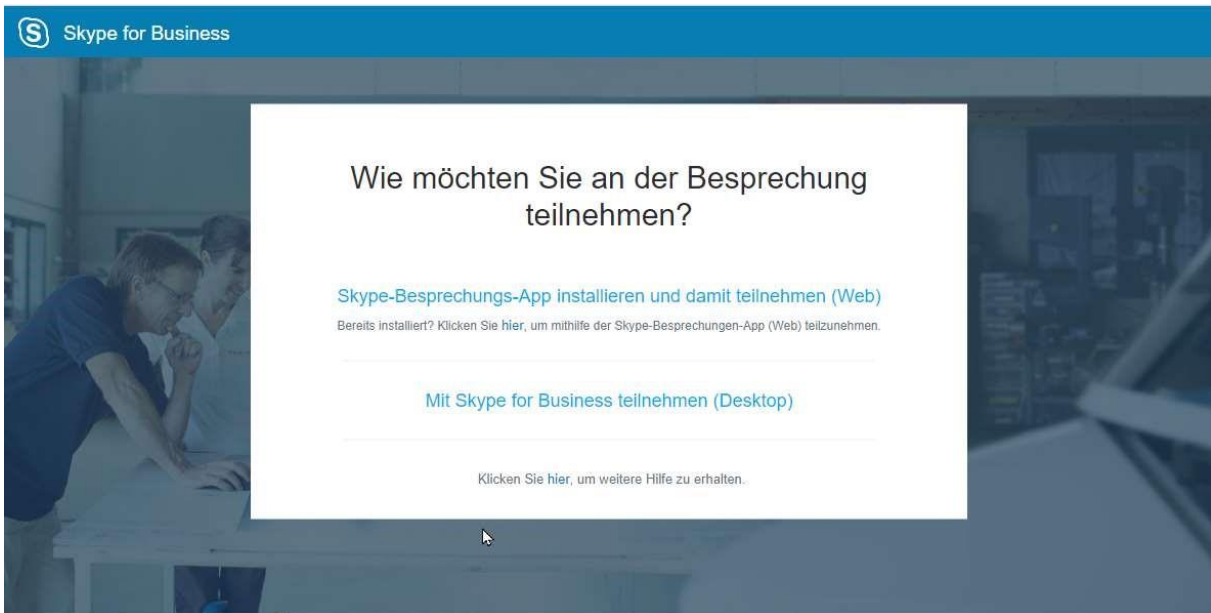 Skype for Business
Wie möchten Sie an der Besprechung
teilnehmen?
Skype-Besprechungs-App installieren und damit teilnehmen (Web)
Bereits installiert? Klicken Sie hier, um mithilfe der Skype-Besprechungen-App (Web) teilzunehmen.
Mit Skype for Business teilnehmen (Desktop)
Klicken Sie hier, um weitere Hilfe zu erhalten.